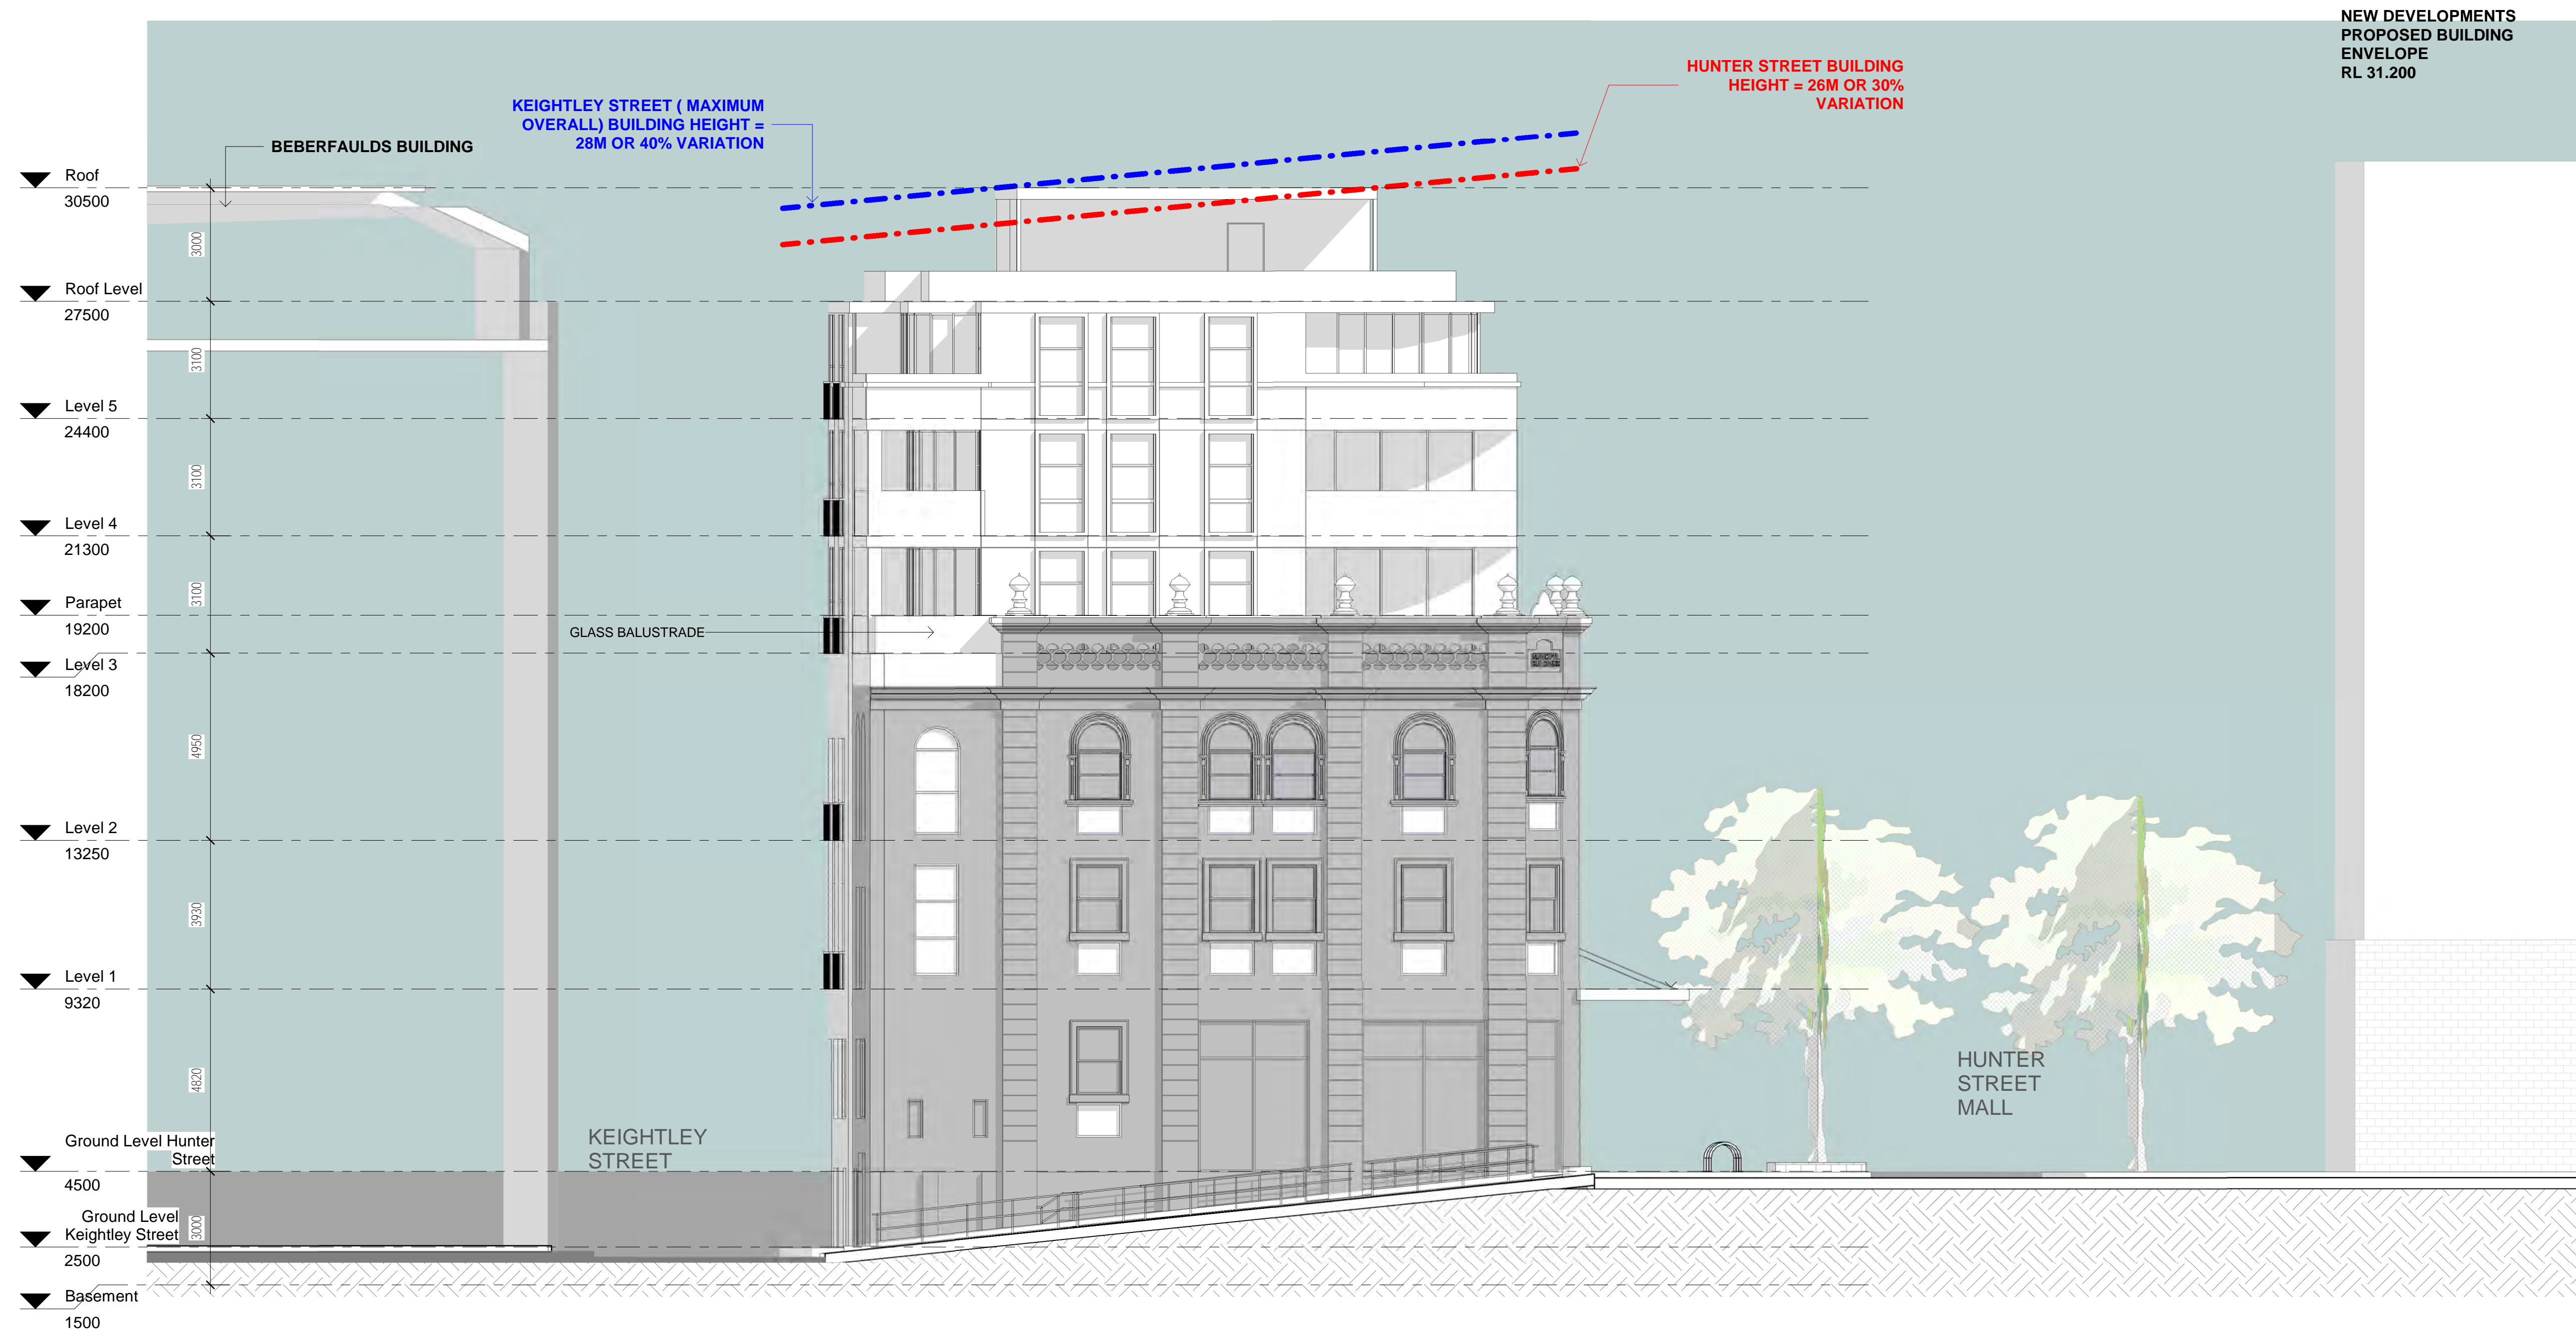 NEW DEVELOPMENTS
PROPOSED BUILDING
ENVELOPE
RL 31.200
HUNTER STREET BUILDING
HEIGHT = 26M OR 30%
VARIATION
KEIGHTLEY STREET ( MAXIMUM
OVERALL) BUILDING HEIGHT =
28M OR 40% VARIATION
BEBERFAULDS BUILDING
Roof
30500
3000
Roof Level
27500
3100
Level 5
24400
3100
Level 4
21300
3100
Parapet
19200
GLASS BALUSTRADE
Level 3
18200
4950
Level 2
13250
3930
Level 1
9320
4820
HUNTER
STREET
MALL
KEIGHTLEY
STREET
Ground Level Hunter
Street
4500
Ground Level
Keightley Street
2500
3000
Basement
1500